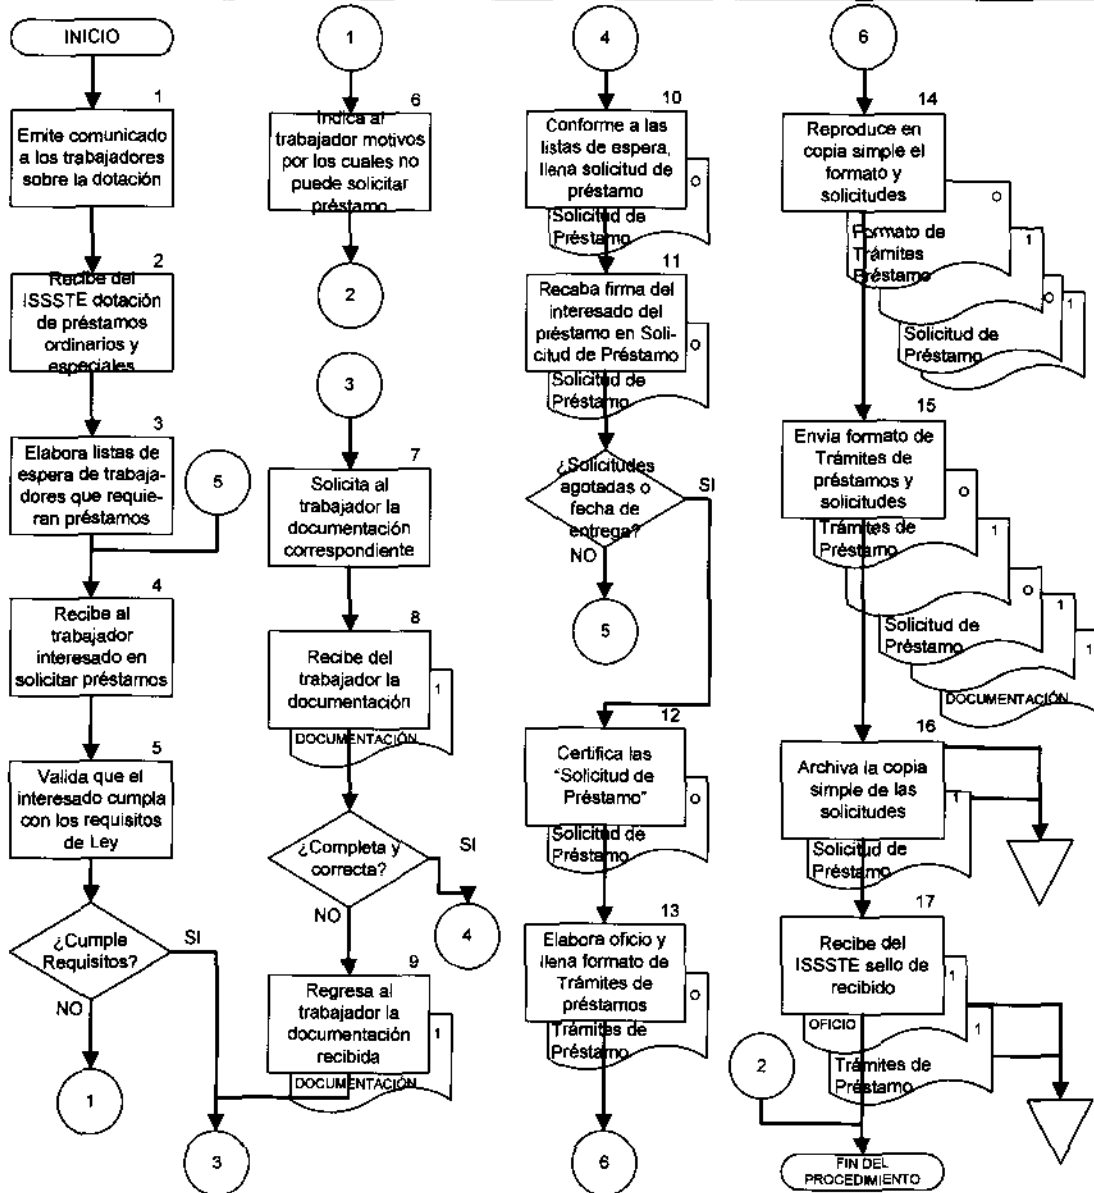 INICIO
1
Emite comunicado
a los trabajadores
sobre la dotación
2
Recibe del
ISSSTE dotación
de préstamos
ordinarios y
especiales
3
Elabora listas de
espera de trabaja-
dores que requie-
ran préstamos
5
4
Recibe al
trabajador
interesado en
solicitar préstamos
5
Valida que el
interesado cumpla
con los requisitos
de Ley
¿Cumple
Requisitos?
SI
NO
1
3
1
6
Indica al
trabajador motivos
por los cuales no
puede solicitar
préstamo
2
3
7
Solicita al
trabajador la
documentación
correspondiente
8
Recibe del
trabajador la
documentación
1
DOCUMENTACIÓN
¿Completa y
correcta?
SI
NO
4
9
Regresa al
trabajador la
documentación
recibida
1
DOCUMENTACIÓN
4
10
Conforme a las
listas de espera,
llena solicitud de
préstamo
O
Solicitud de
Préstamo
11
Recaba firma del
interesado del
préstamo en Soli-
citud de Préstamo
O
Solicitud de
Préstamo
¿Solicitudes
agotadas o
fecha de
entrega?
SI
NO
5
12
Certifica las
"Solicitud de
Préstamo"
O
Solicitud de
Préstamo
13
Elabora oficio y
llena formato de
Trámites de
préstamos
O
Trámites de
Préstamo
6
6
14
Reproduce en
copia simple el
formato y
solicitudes
O
Formato de
Trámites
Préstamo
1
O
1
Solicitud de
Préstamo
15
Envía formato de
Trámites de
préstamos y
solicitudes
O
Trámites de
Préstamo
1
O
Solicitud de
Préstamo
1
1
DOCUMENTACIÓN
16
Archiva la copia
simple de las
solicitudes
1
Solicitud de
Préstamo
17
Recibe del
ISSSTE sello de
recibido
1
OFICIO
1
Trámites de
Préstamo
2
FIN DEL
PROCEDIMIENTO